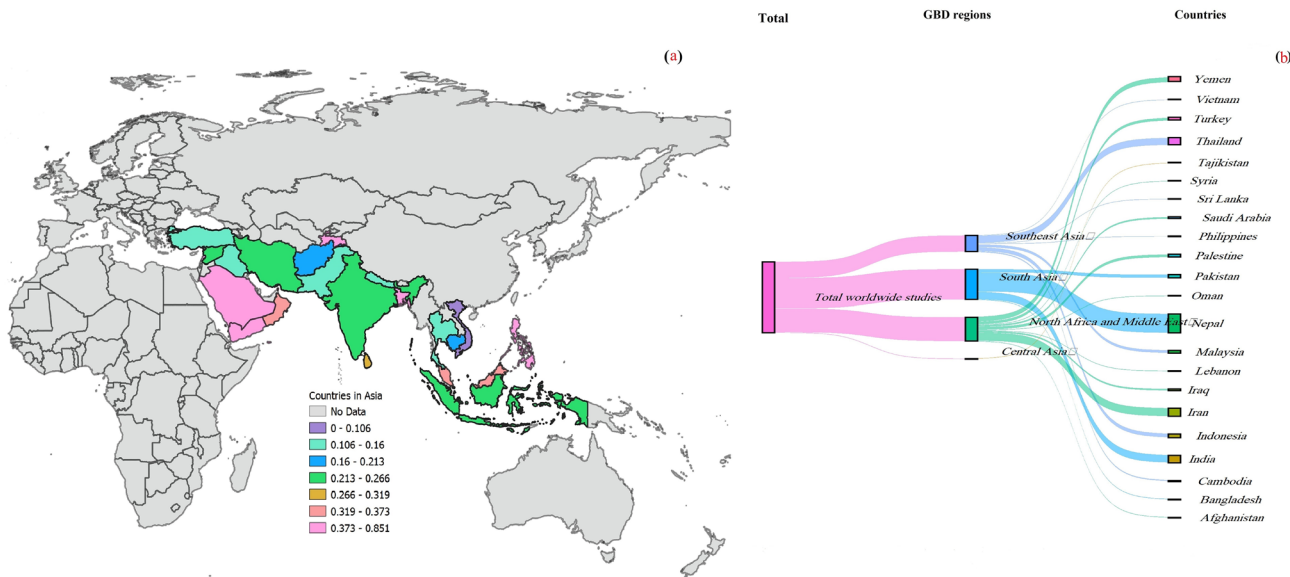 (a)
Countries in Asia
No Data
0 - 0.106
0.106 - 0.16
0.16 - 0.213
0.213 - 0.266
0.266 - 0.319
0.319 - 0.373
0.373 - 0.851
Total
GBD regions
Countries
(b)
Total worldwide studies
Southeast Asia□
South Asia□
North Africa and Middle East□
Central Asia□
Yemen
Vietnam
Turkey
Thailand
Tajikistan
Syria
Sri Lanka
Saudi Arabia
Philippines
Palestine
Pakistan
Oman
Nepal
Malaysia
Lebanon
Iraq
Iran
Indonesia
India
Cambodia
Bangladesh
Afghanistan